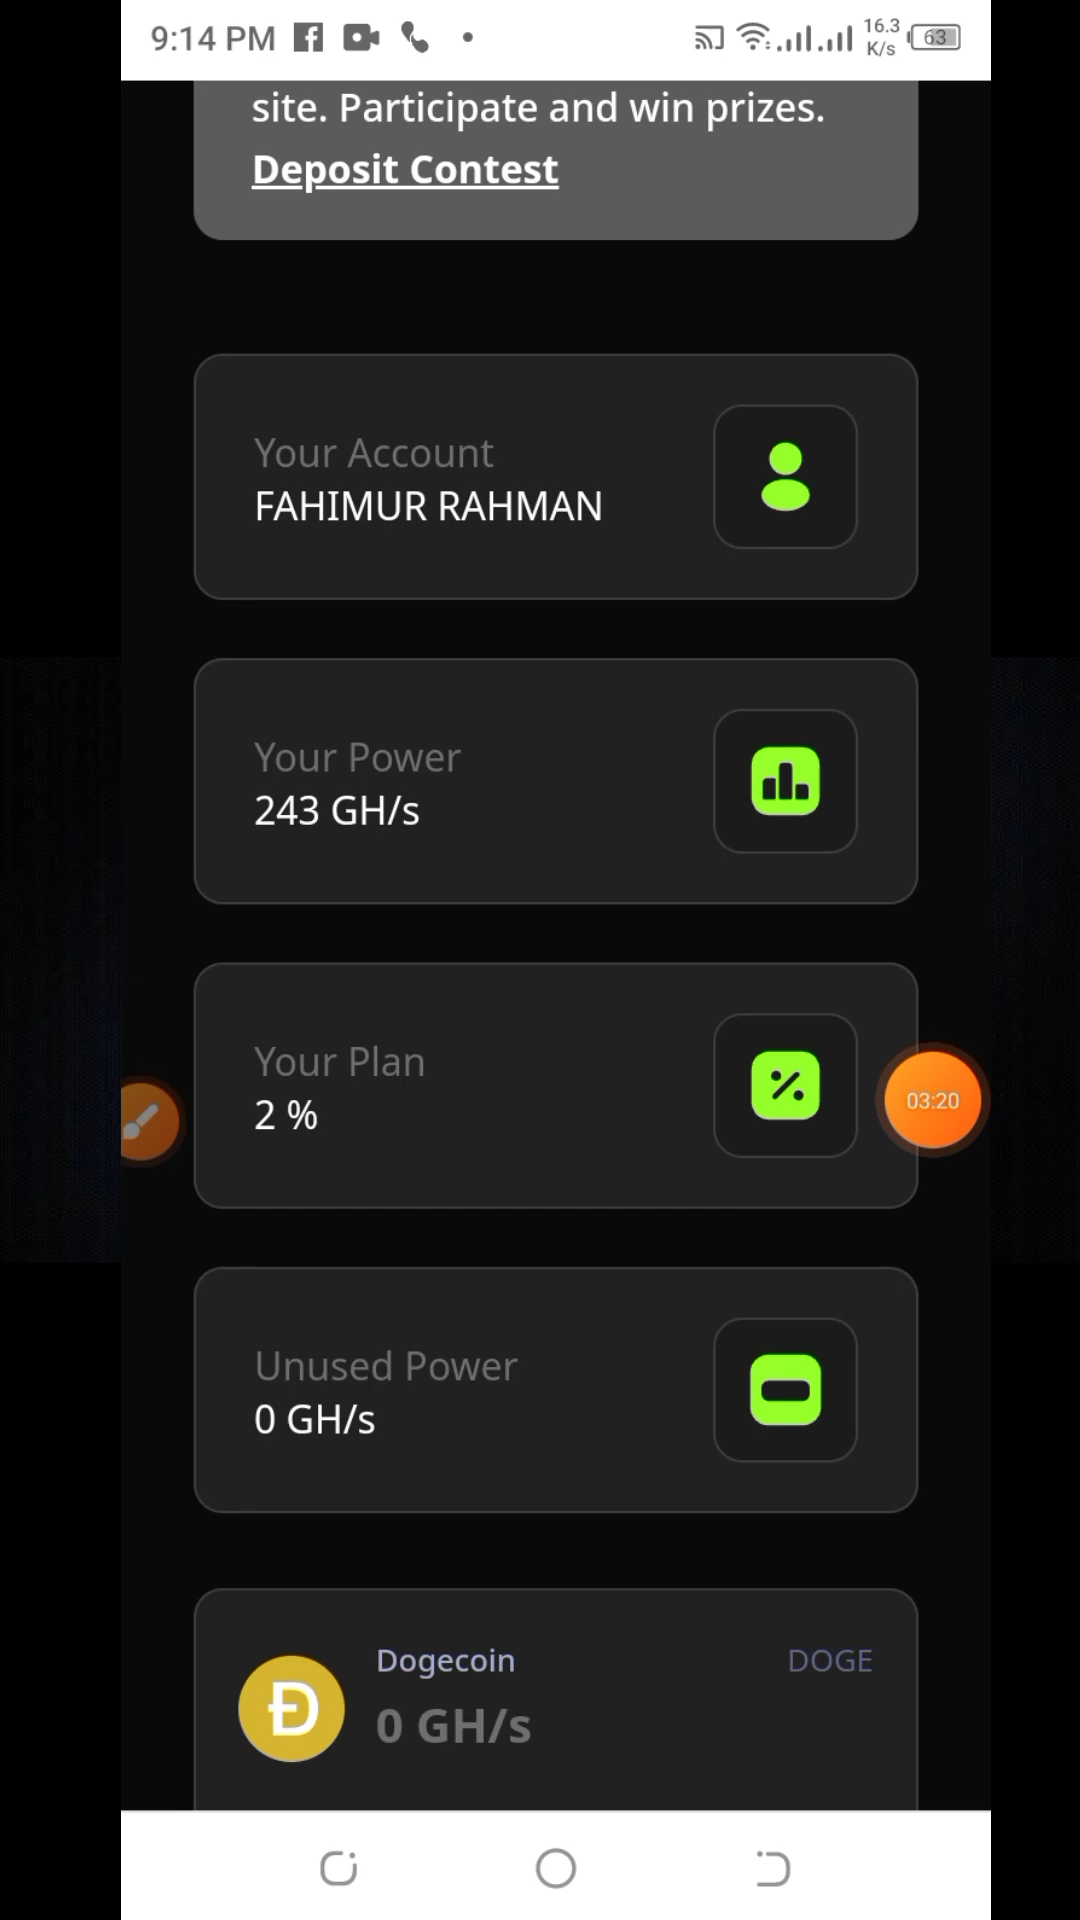 9:14 PM
16.3
K/s
63
site. Participate and win prizes.
Deposit Contest
Your Account
FAHIMUR RAHMAN
Your Power
243 GH/s
Your Plan
2 %
03:20
Unused Power
0 GH/s
Dogecoin
DOGE
0 GH/s